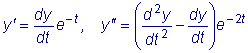 y' = dy/dt e^{-t}, y'' = (d²y/dt² - dy/dt) e^{-2t}